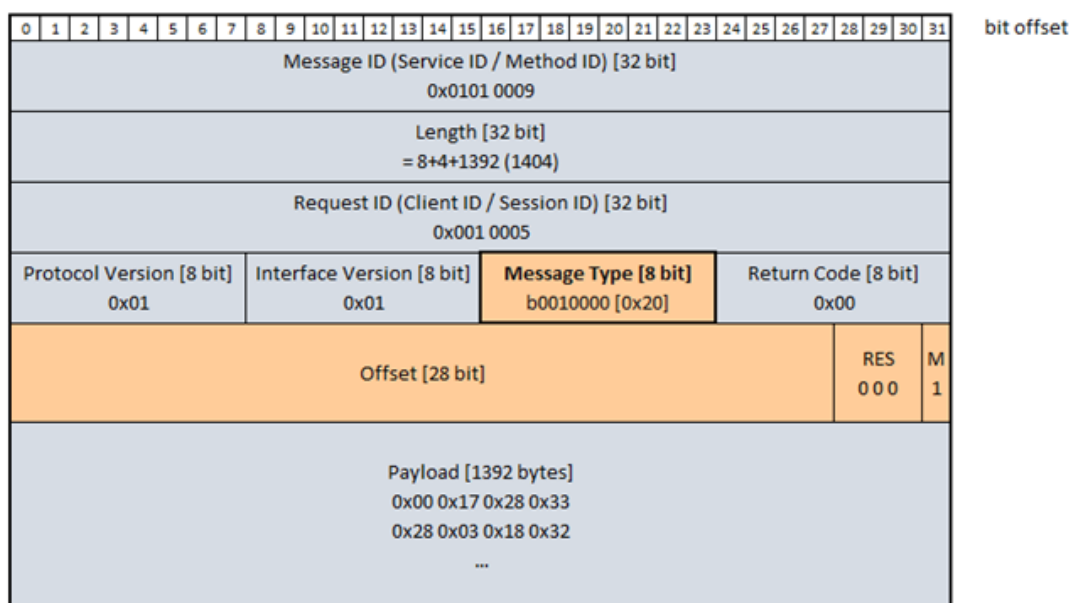 0 1 2 3 4 5 6 7 8 9 10 11 12 13 14 15 16 17 18 19 20 21 22 23 24 25 26 27 28 29 30 31 bit offset
Message ID (Service ID / Method ID) [32 bit]
0x0101 0009
Length [32 bit]
= 8+4+1392 (1404)
Request ID (Client ID / Session ID) [32 bit]
0x001 0005
Protocol Version [8 bit] Interface Version [8 bit] Message Type [8 bit] Return Code [8 bit]
0x01 0x01 b0010000 [0x20] 0x00
Offset [28 bit] RES M
0 0 0 1
Payload [1392 bytes]
0x00 0x17 0x28 0x33
0x28 0x03 0x18 0x32
...